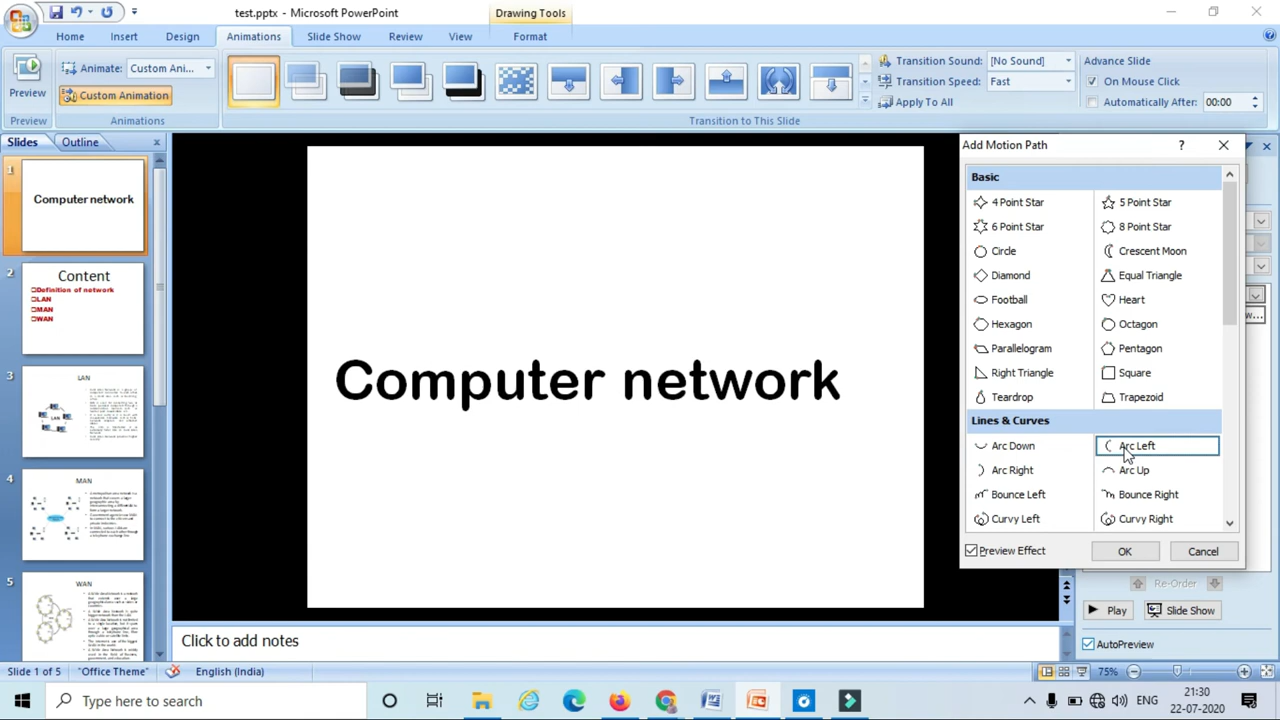 test.pptx - Microsoft PowerPoint
Drawing Tools
Home
Insert
Design
Animations
Slide Show
Review
View
Format
Preview
Animate:
Custom Ani...
Custom Animation
Preview
Animations
Transition Sound:
[No Sound]
Transition Speed:
Fast
Apply To All
Transition to This Slide
Advance Slide
On Mouse Click
Automatically After:
00:00
Slides
Outline
1
Computer network
2
Content
Definition of network
LAN
MAN
WAN
3
LAN
LAN
4
MAN
5
WAN
Computer network
Add Motion Path
?
Basic
4 Point Star
5 Point Star
6 Point Star
8 Point Star
Circle
Crescent Moon
Diamond
Equal Triangle
Football
Heart
Hexagon
Octagon
Parallelogram
Pentagon
Right Triangle
Square
Teardrop
Trapezoid
Lines & Curves
Arc Down
Arc Left
Arc Right
Arc Up
Bounce Left
Bounce Right
Curvy Left
Curvy Right
Preview Effect
OK
Cancel
w...
Re-Order
Play
Slide Show
AutoPreview
Click to add notes
Slide 1 of 5
"Office Theme"
English (India)
75%
Type here to search
ENG
21:30
22-07-2020